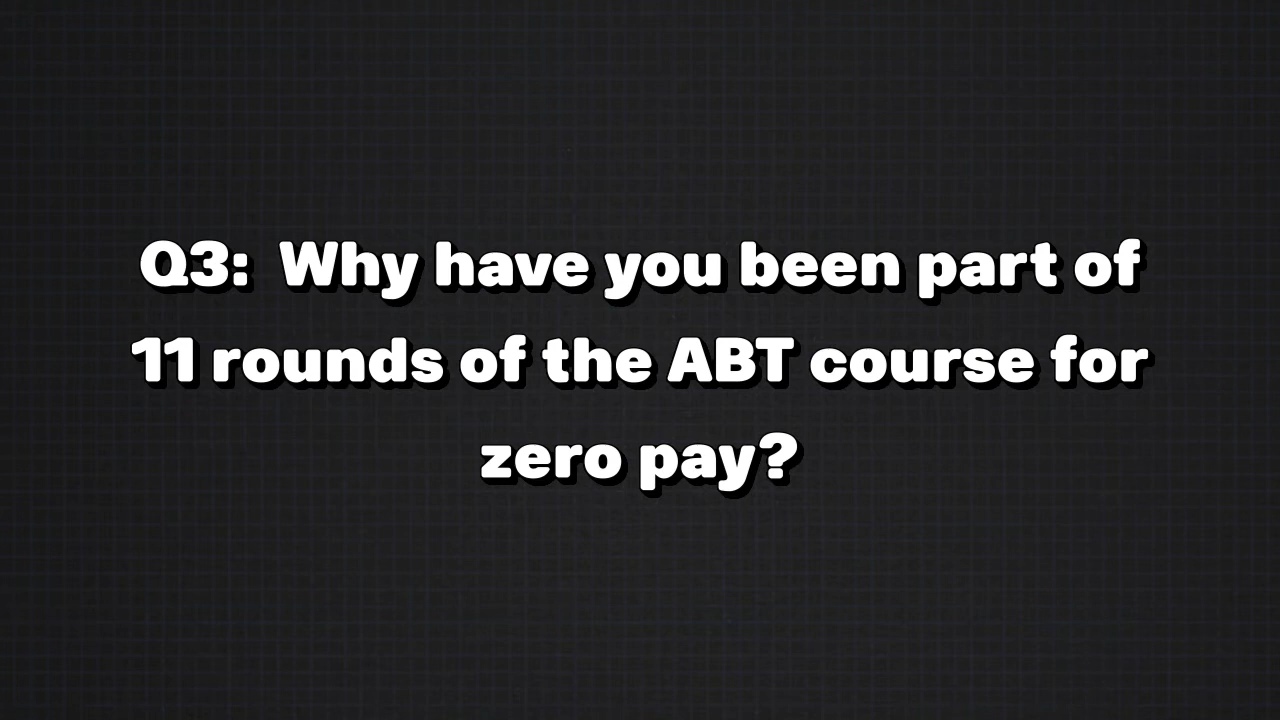 Q3:  Why have you been part of
11 rounds of the ABT course for
zero pay?